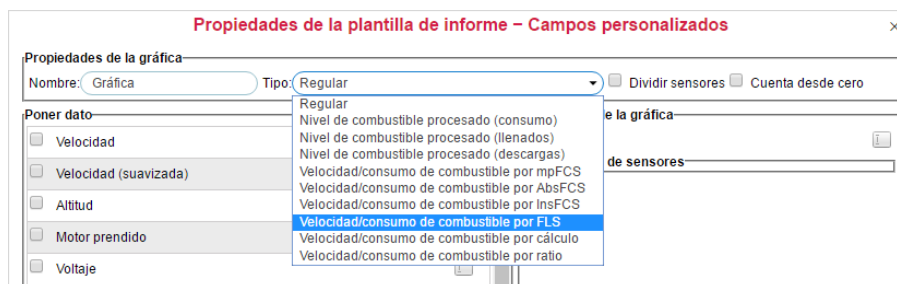 Propiedades de la plantilla de informe – Campos personalizados
×
Propiedades de la gráfica
Nombre: Gráfica Tipo: Regular Dividir sensores Cuenta desde cero
Regular
Nivel de combustible procesado (consumo)
Nivel de combustible procesado (llenados)
Nivel de combustible procesado (descargas)
Velocidad/consumo de combustible por mpFCS
Velocidad/consumo de combustible por AbsFCS
Velocidad/consumo de combustible por InsFCS
Velocidad/consumo de combustible por FLS
Velocidad/consumo de combustible por cálculo
Velocidad/consumo de combustible por ratio
Poner dato
Velocidad
Velocidad (suavizada)
Altitud
Motor prendido
Voltaje
e la gráfica
de sensores